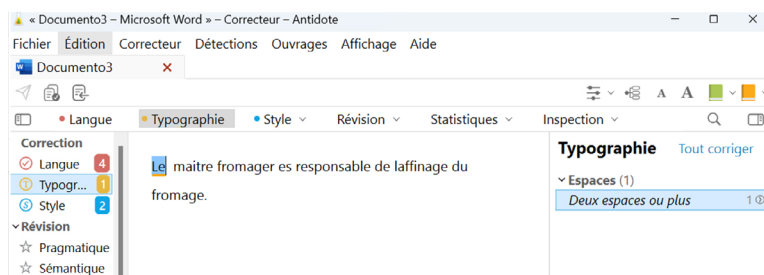 « Documento3 – Microsoft Word » – Correcteur – Antidote
Fichier Édition Correcteur Détections Ouvrages Affichage Aide
Documento3
A A
Langue Typographie Style Révision Statistiques Inspection
Correction
Langue 4
Typogr... 1
Style 2
Révision
Pragmatique
Sémantique
Le maitre fromager es responsable de laffinage du
fromage.
Typographie Tout corriger
Espaces (1)
Deux espaces ou plus 1